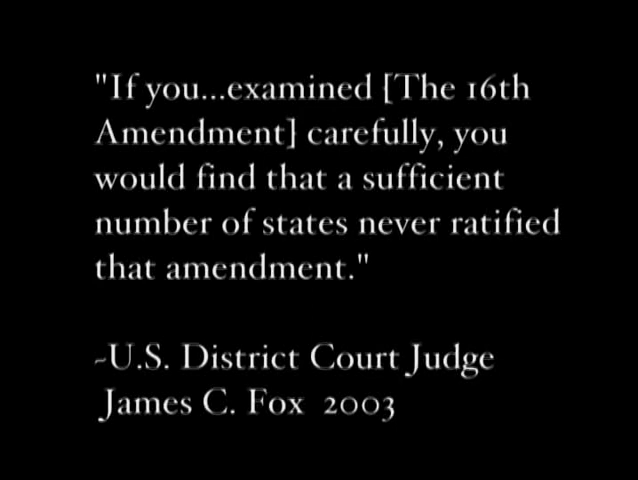 "If you...examined [The 16th
Amendment] carefully, you
would find that a sufficient
number of states never ratified
that amendment."
-U.S. District Court Judge
James C. Fox 2003